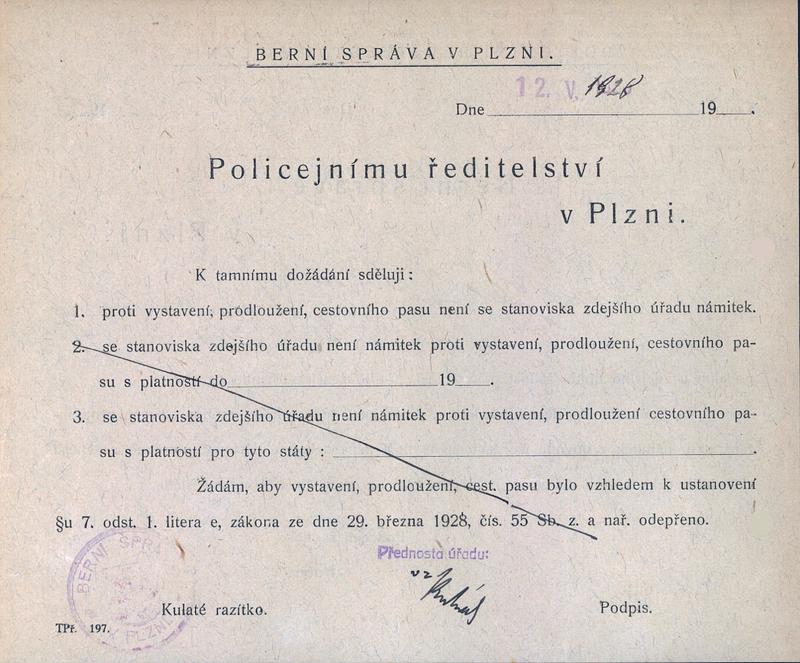 BERNÍ SPRÁVA V PLZNI.
12. V. 1928
Dne 19 .
Policejnímu ředitelství
v Plzni.
K tamnímu dožádání sděluji:
1. proti vystavení, prodloužení, cestovního pasu není se stanoviska zdejšího úřadu námitek.
2. se stanoviska zdejšího úřadu není námitek proti vystavení, prodloužení, cestovního pa-
su s platností do 19 .
3. se stanoviska zdejšího úřadu není námitek proti vystavení, prodloužení cestovního pa-
su s platností pro tyto státy :
Žádám, aby vystavení, prodloužení, cest. pasu bylo vzhledem k ustanovení
§u 7. odst. 1. litera e, zákona ze dne 29. března 1928, čís. 55 Sb. z. a nař. odepřeno.
Přednosta úřadu:
vz
BERNÍ SPRÁ
V PLZNI
Kulaté razítko. Podpis.
TPř. 197.